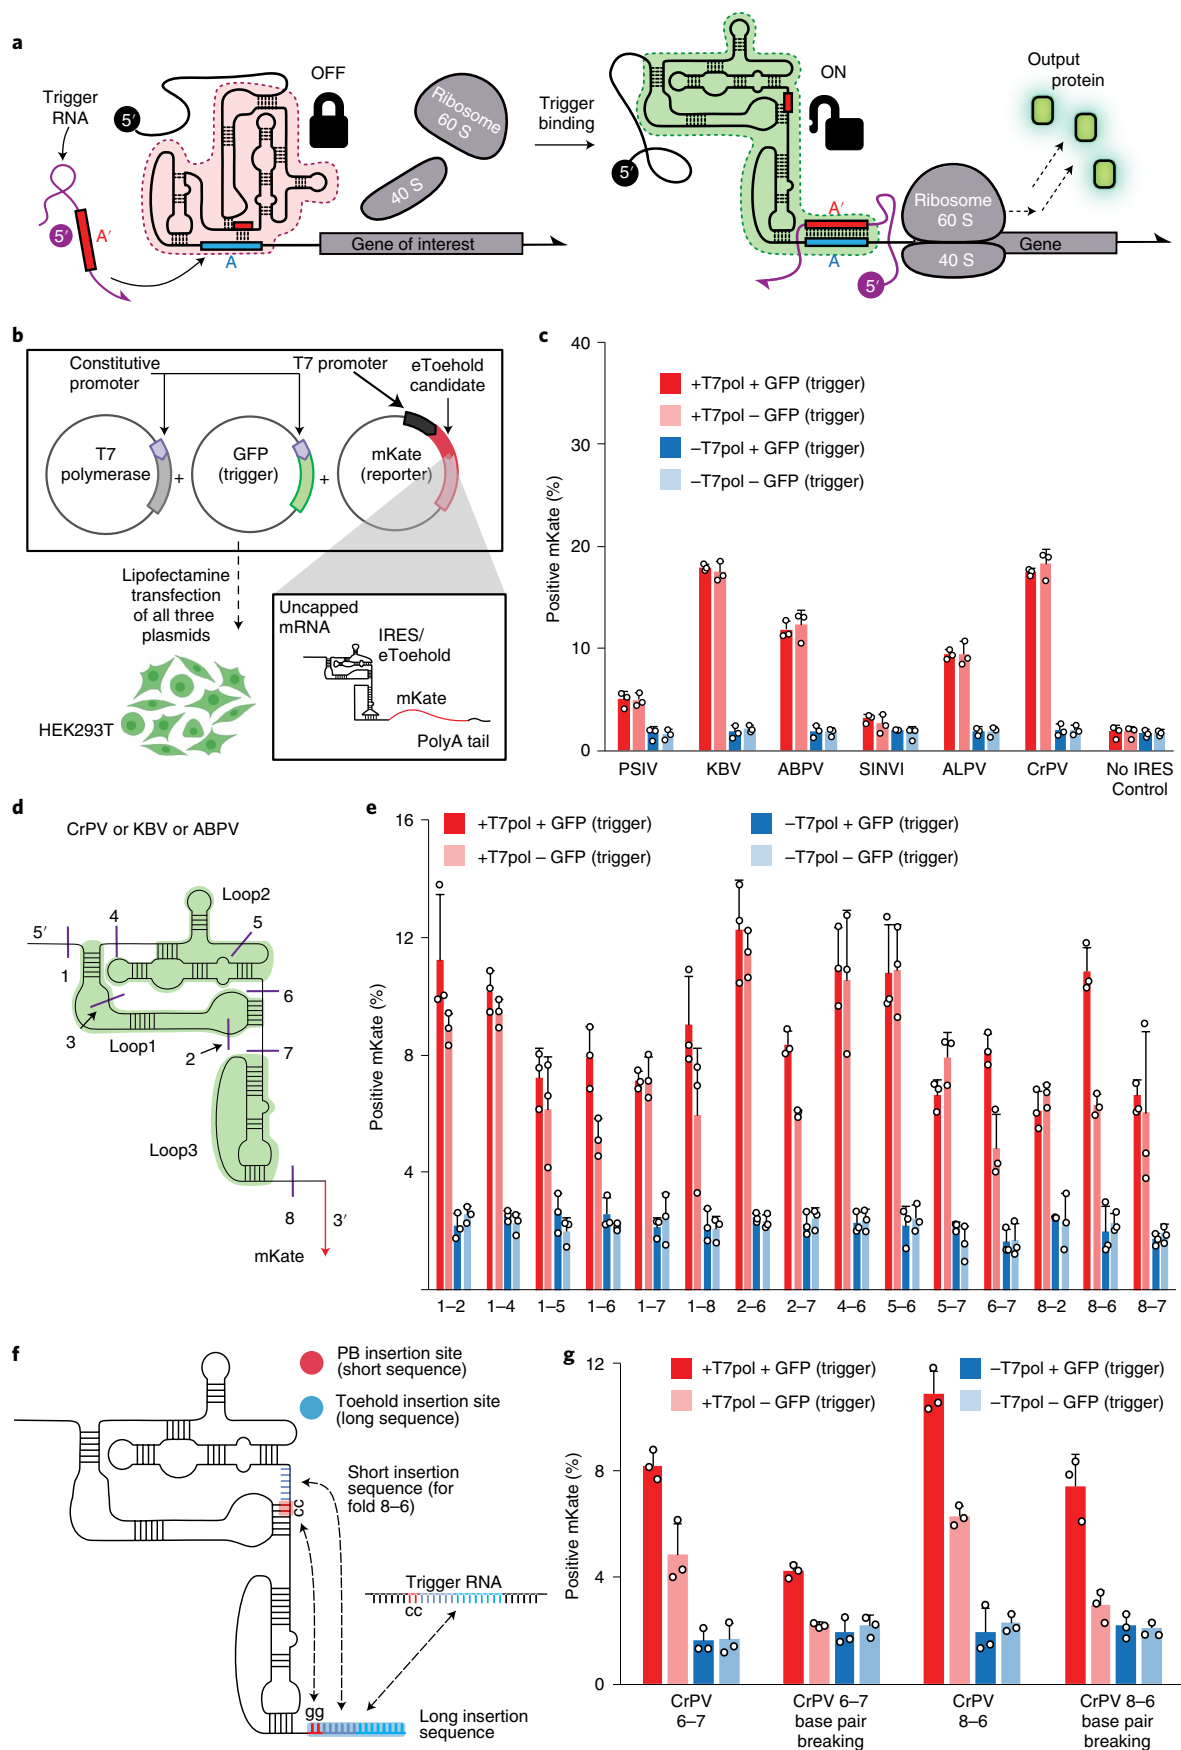 a
Trigger
RNA
5′
A′
5′
OFF
A
Ribosome
60 S
40 S
Gene of interest
Trigger
binding
5′
ON
A′
A
5′
Ribosome
60 S
40 S
Gene
Output
protein
b
Constitutive
promoter
T7 promoter
eToehold
candidate
T7
polymerase
+
GFP
(trigger)
+
mKate
(reporter)
Lipofectamine
transfection
of all three
plasmids
HEK293T
Uncapped
mRNA
IRES/
eToehold
mKate
PolyA tail
c
Positive mKate (%)
40
30
20
10
0
+T7pol + GFP (trigger)
+T7pol – GFP (trigger)
–T7pol + GFP (trigger)
–T7pol – GFP (trigger)
PSIV
KBV
ABPV
SINVI
ALPV
CrPV
No IRES
Control
d
CrPV or KBV or ABPV
5′
1
4
Loop2
5
3
Loop1
6
2
7
Loop3
8
3′
mKate
e
Positive mKate (%)
16
12
8
4
+T7pol + GFP (trigger)
+T7pol – GFP (trigger)
–T7pol + GFP (trigger)
–T7pol – GFP (trigger)
1–2
1–4
1–5
1–6
1–7
1–8
2–6
2–7
4–6
5–6
5–7
6–7
8–2
8–6
8–7
f
PB insertion site
(short sequence)
Toehold insertion site
(long sequence)
Short insertion
sequence (for
fold 8–6)
cc
Trigger RNA
cc
gg
Long insertion
sequence
g
Positive mKate (%)
12
8
4
0
+T7pol + GFP (trigger)
+T7pol – GFP (trigger)
–T7pol + GFP (trigger)
–T7pol – GFP (trigger)
CrPV
6–7
CrPV 6–7
base pair
breaking
CrPV
8–6
CrPV 8–6
base pair
breaking